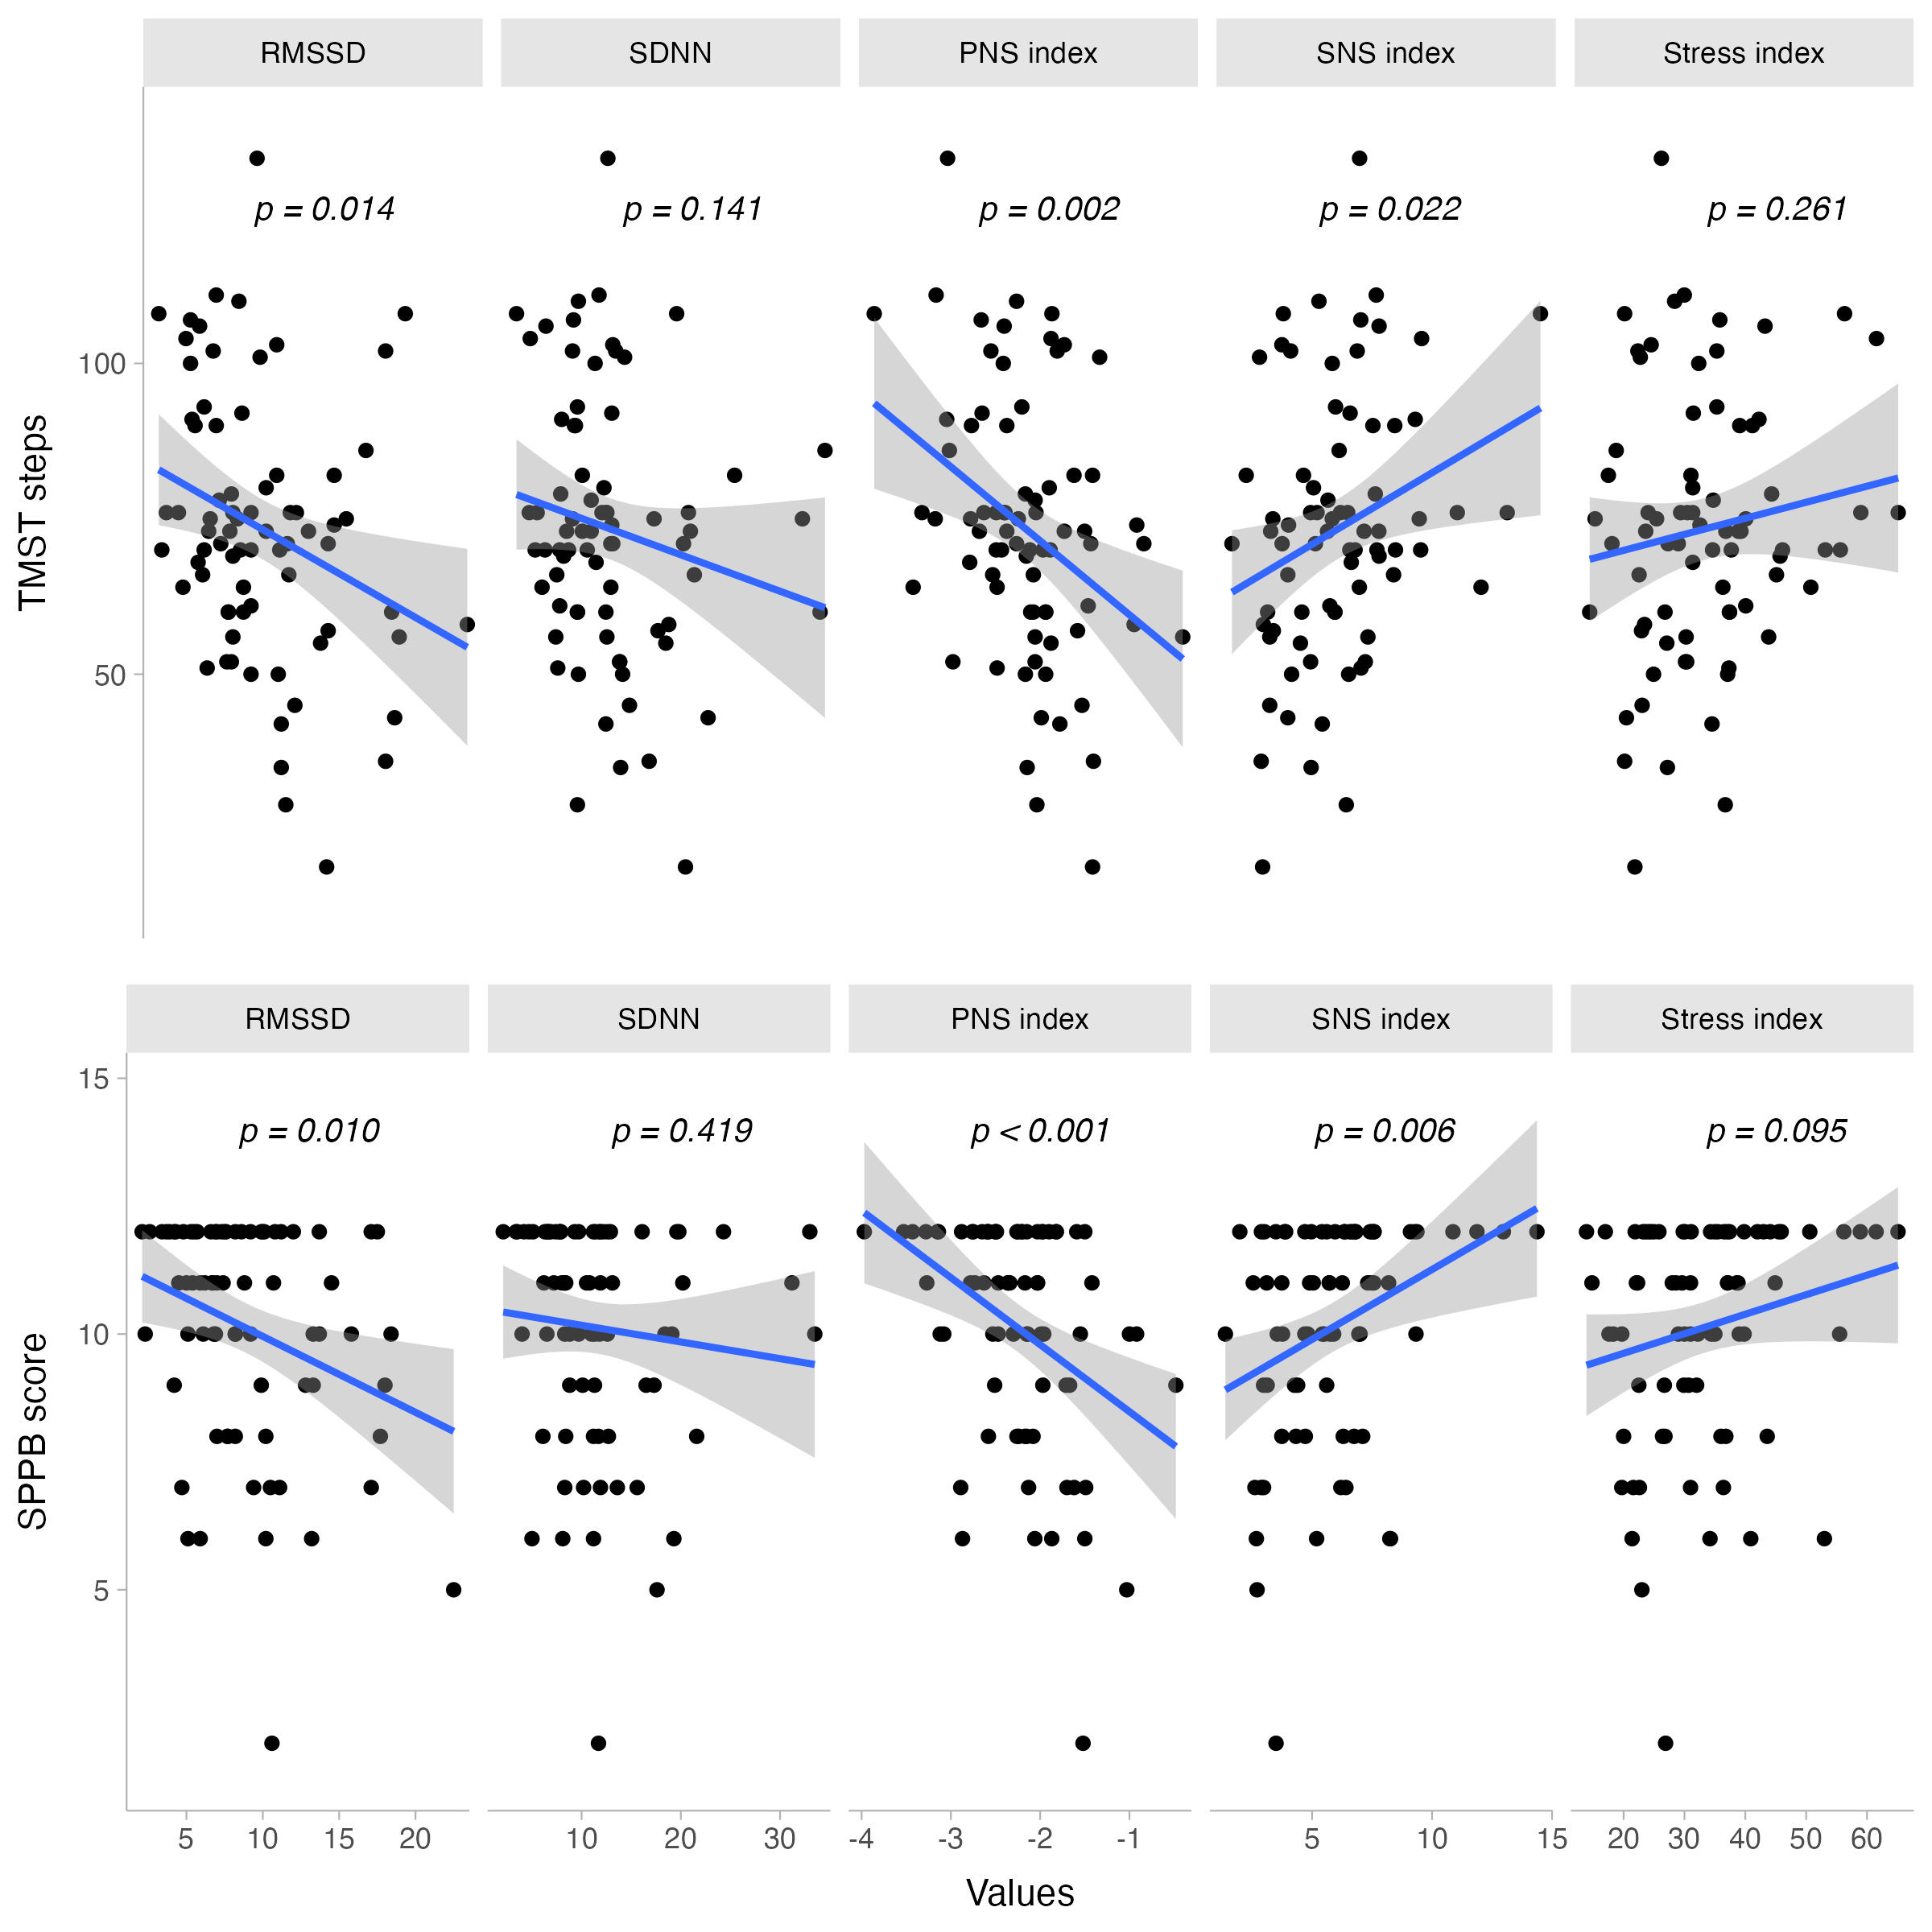 RMSSD SDNN PNS index SNS index Stress index
p = 0.014 p = 0.141 p = 0.002 p = 0.022 p = 0.261
100
TMST steps
50
RMSSD SDNN PNS index SNS index Stress index
15
p = 0.010 p = 0.419 p < 0.001 p = 0.006 p = 0.095
10
SPPB score
5
5 10 15 20 10 20 30 -4 -3 -2 -1 5 10 15 20 30 40 50 60
Values